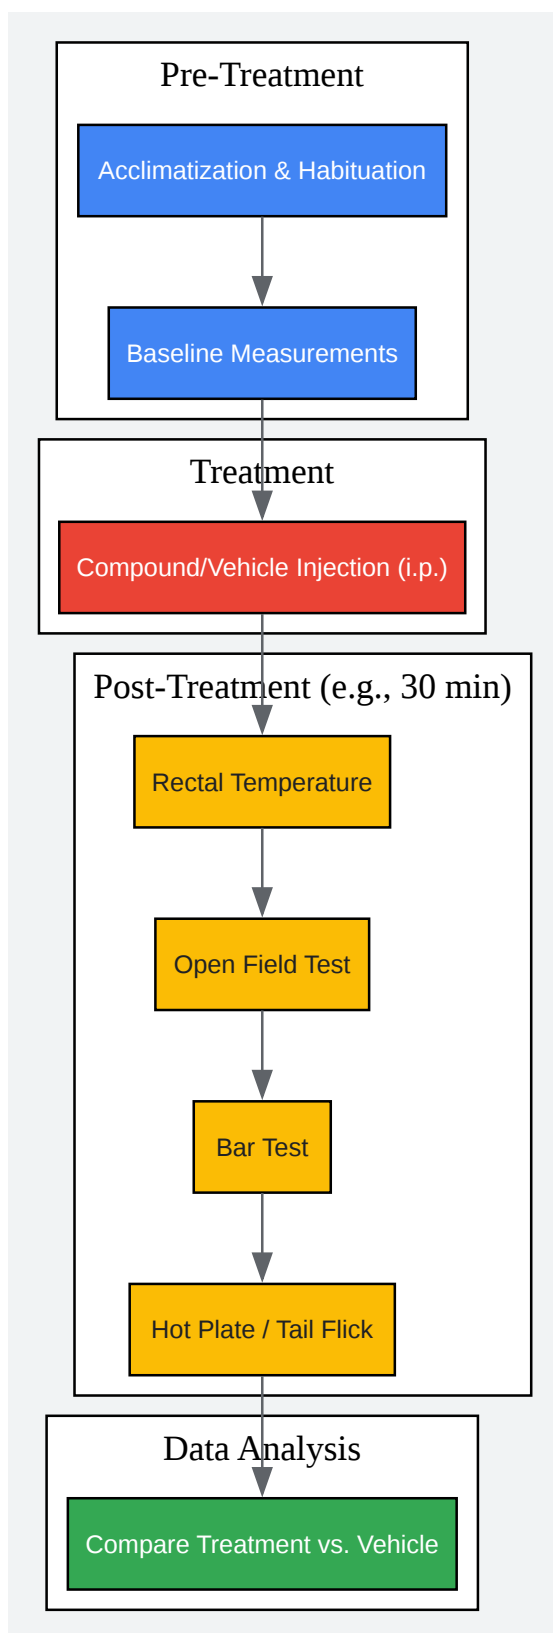 Pre-Treatment
Acclimatization & Habituation
Baseline Measurements
Treatment
Compound/Vehicle Injection (i.p.)
Post-Treatment (e.g., 30 min)
Rectal Temperature
Open Field Test
Bar Test
Hot Plate / Tail Flick
Data Analysis
Compare Treatment vs. Vehicle